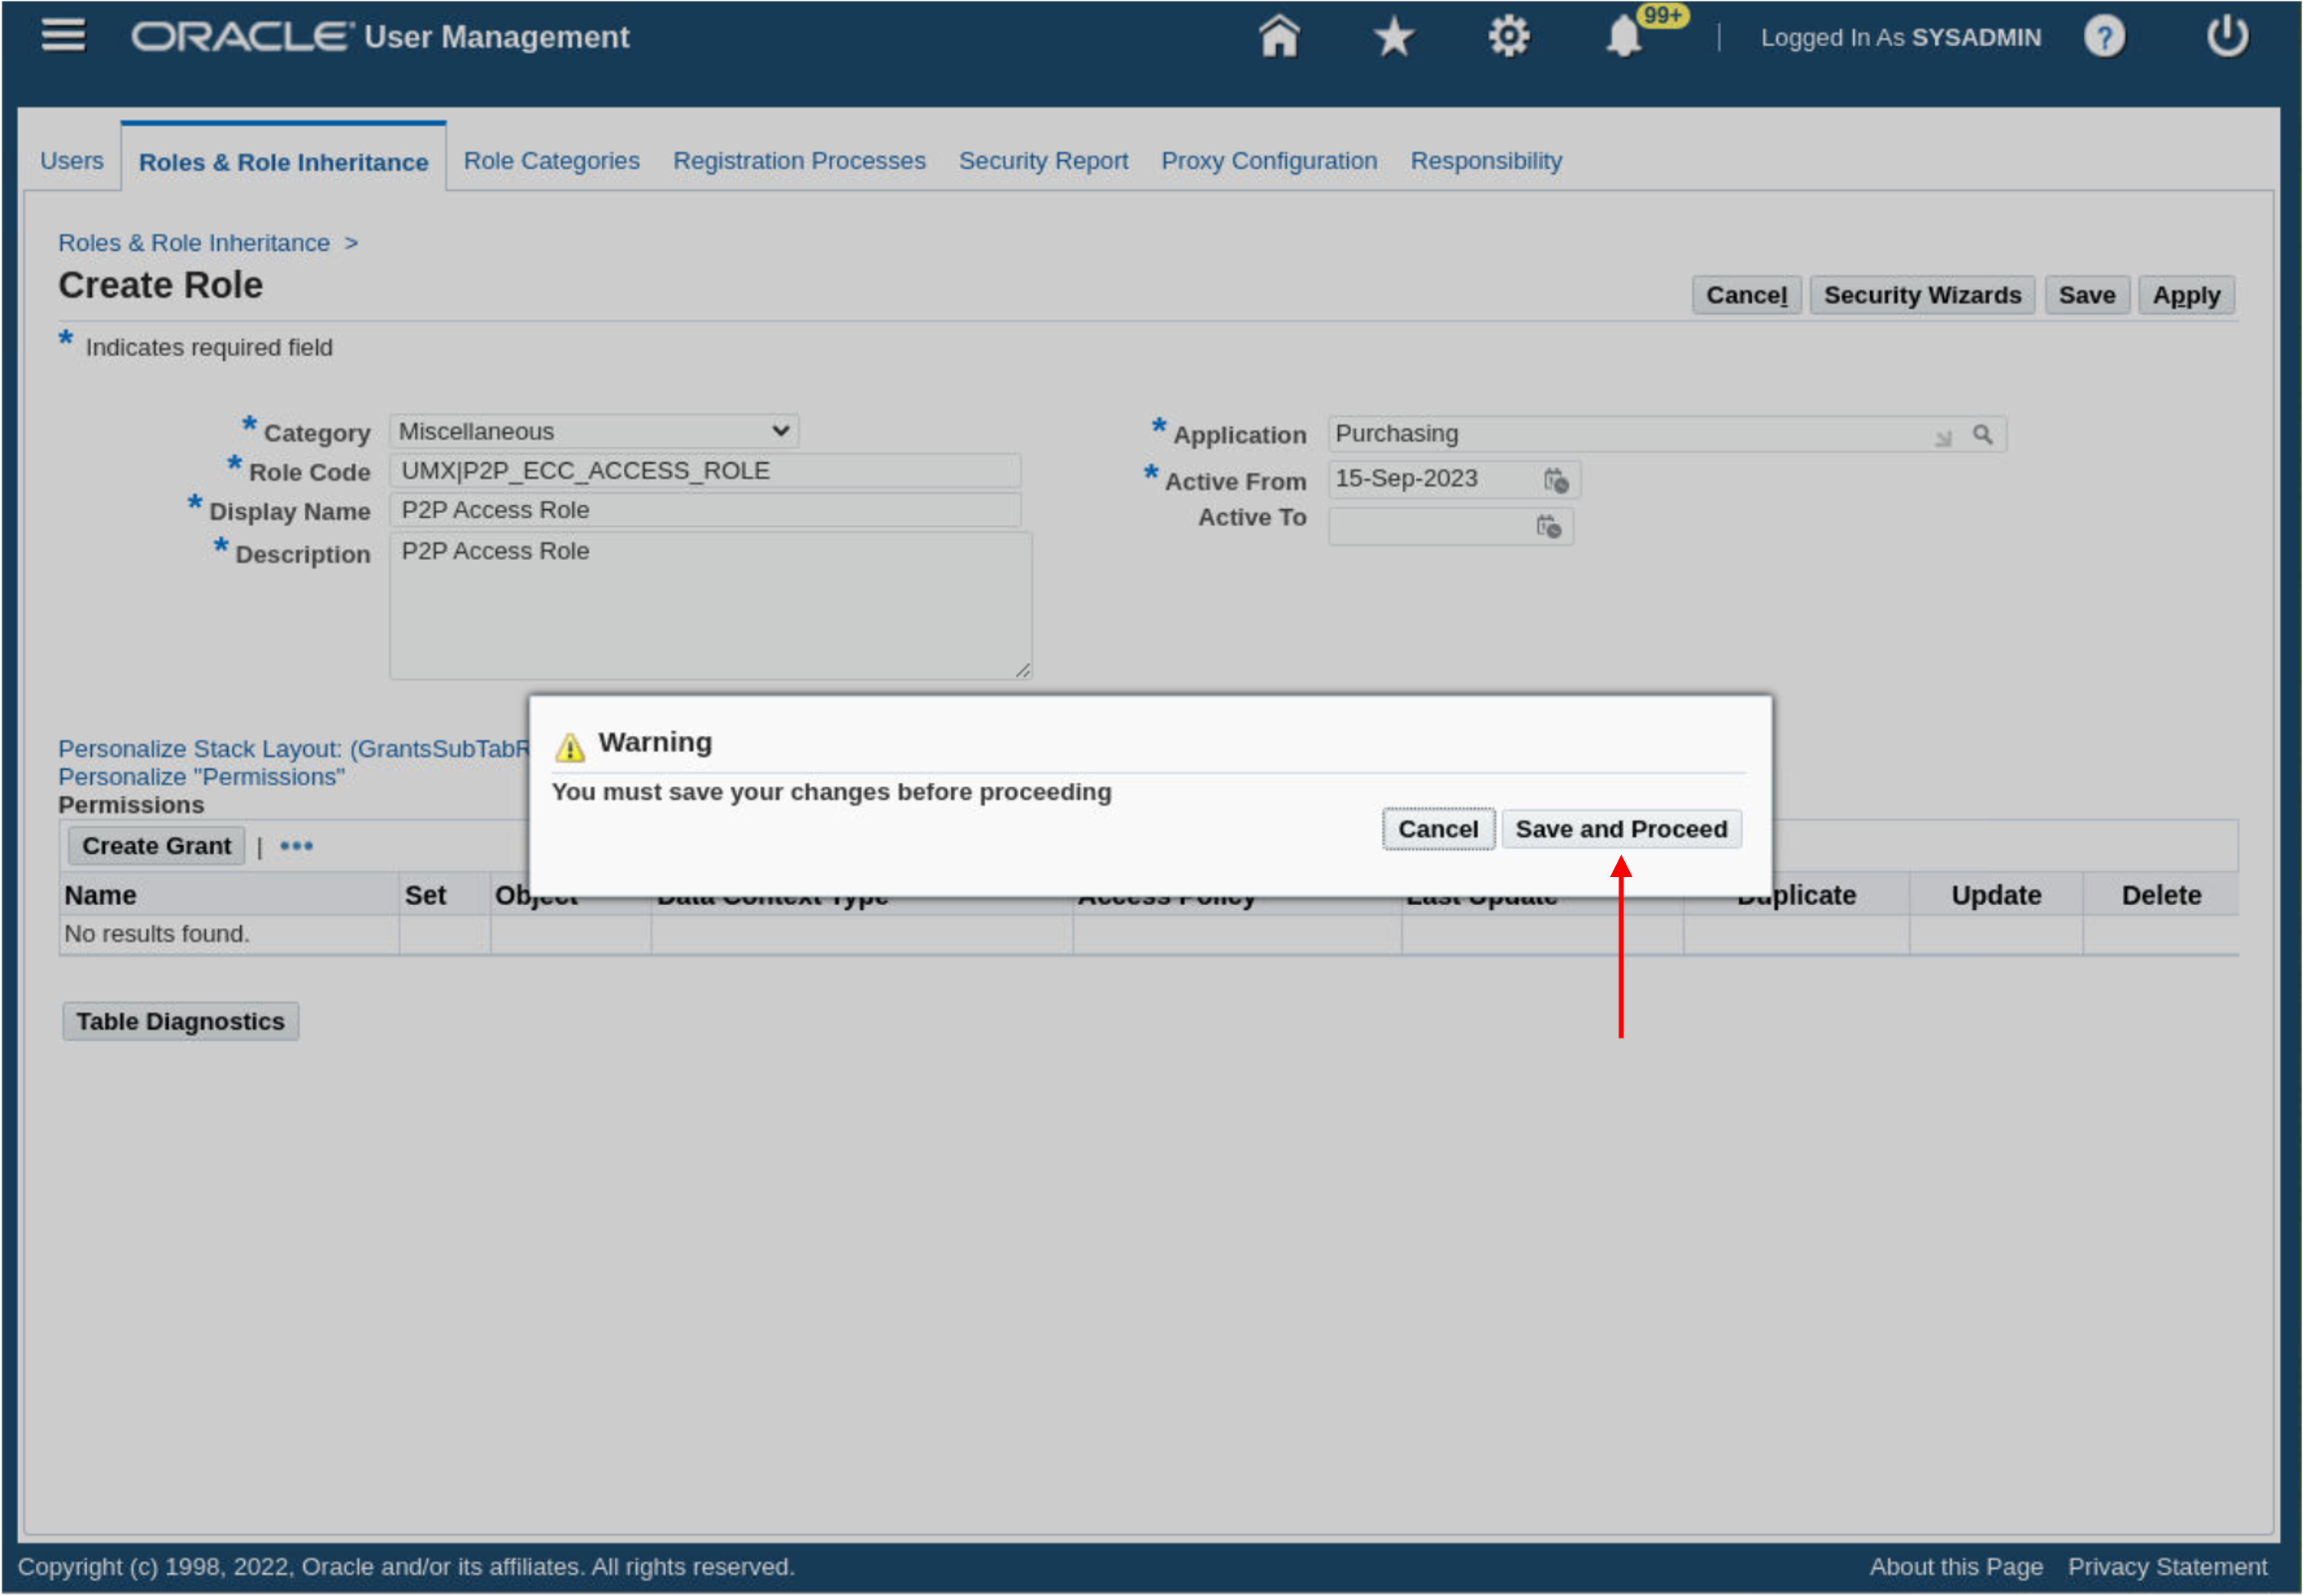 ORACLE User Management 99+ Logged In As SYSADMIN ?
Users Roles & Role Inheritance Role Categories Registration Processes Security Report Proxy Configuration Responsibility
Roles & Role Inheritance >
Create Role
Cancel Security Wizards Save Apply
* Indicates required field
* Category Miscellaneous
* Role Code UMX|P2P_ECC_ACCESS_ROLE
* Display Name P2P Access Role
* Description P2P Access Role
* Application Purchasing
* Active From 15-Sep-2023
Active To
Personalize Stack Layout: (GrantsSubTabR
Personalize "Permissions"
Permissions
Warning
You must save your changes before proceeding
Cancel Save and Proceed
Create Grant | •••
Name Set Object Data Context Type Access Policy Last Update Duplicate Update Delete
No results found.
Table Diagnostics
Copyright (c) 1998, 2022, Oracle and/or its affiliates. All rights reserved.
About this Page Privacy Statement